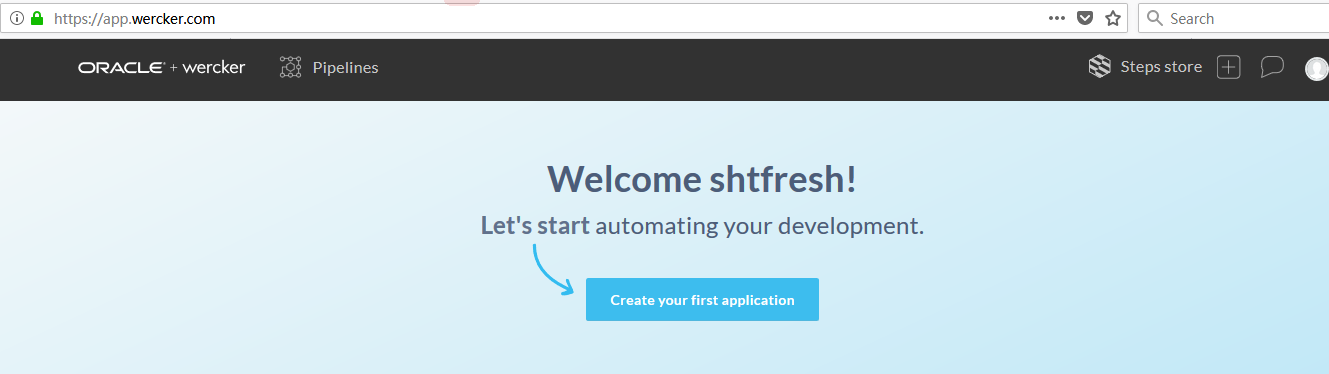 https://app.wercker.com
Search
ORACLE + wercker
Pipelines
Steps store
Welcome shtfresh!
Let's start automating your development.
Create your first application